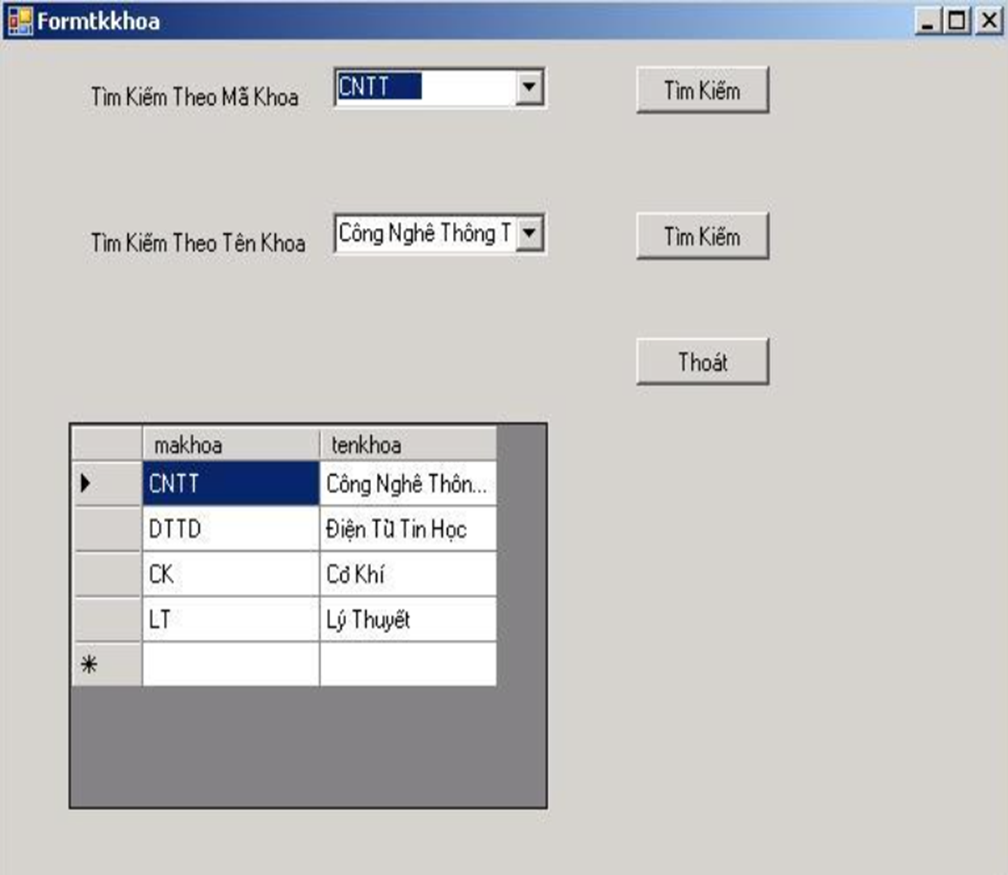 Formtkkhoa
Tìm Kiếm Theo Mã Khoa CNTT Tìm Kiếm
Tìm Kiếm Theo Tên Khoa Công Nghê Thông T Tìm Kiếm
Thoát
makhoa tenkhoa
CNTT Công Nghê Thôn...
DTTD Điện Từ Tin Học
CK Cơ Khí
LT Lý Thuyết